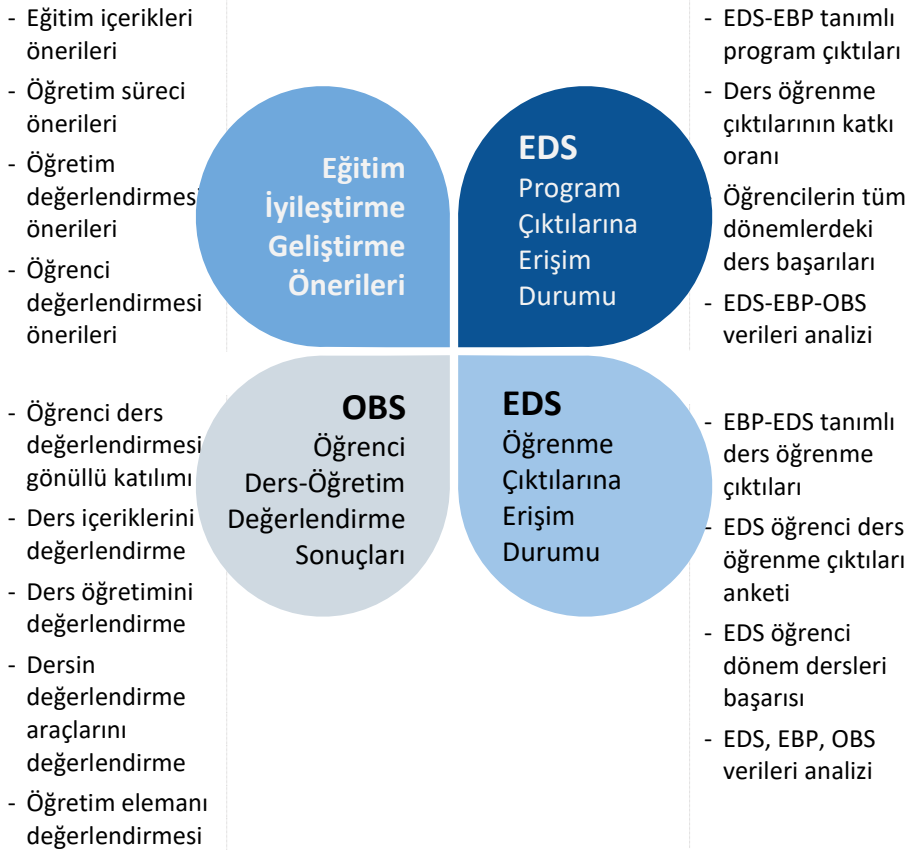 - Eğitim içerikleri
önerileri
- Öğretim süreci
önerileri
- Öğretim
değerlendirmesi
önerileri
- Öğrenci
değerlendirmesi
önerileri
Eğitim
İyileştirme
Geliştirme
Önerileri
EDS
Program
Çıktılarına
Erişim
Durumu
- EDS-EBP tanımlı
program çıktıları
- Ders öğrenme
çıktılarının katkı
oranı
Öğrencilerin tüm
dönemlerdeki
ders başarıları
- EDS-EBP-OBS
verileri analizi
- Öğrenci ders
değerlendirmesi
gönüllü katılımı
- Ders içeriklerini
değerlendirme
- Ders öğretimini
değerlendirme
- Dersin
değerlendirme
araçlarını
değerlendirme
- Öğretim elemanı
değerlendirmesi
OBS
Öğrenci
Ders-Öğretim
Değerlendirme
Sonuçları
EDS
Öğrenme
Çıktılarına
Erişim
Durumu
- EBP-EDS tanımlı
ders öğrenme
çıktıları
- EDS öğrenci ders
öğrenme çıktıları
anketi
- EDS öğrenci
dönem dersleri
başarısı
- EDS, EBP, OBS
verileri analizi